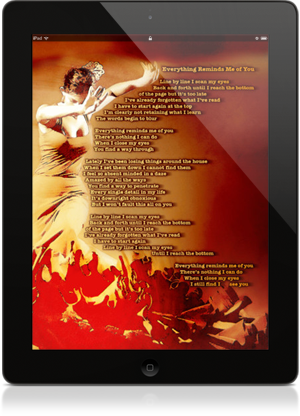 iPad
Everything Reminds Me of You
Line by line I scan my eyes
Back and forth until I reach the bottom
of the page but it's too late
I've already forgotten what I've read
I have to start again at the top
I'm clearly not retaining what I learn
The words begin to blur
Everything reminds me of you
There's nothing I can do
When I close my eyes
You find a way through
Lately I've been losing things around the house
When I set them down I cannot find them
I feel so absent minded in a daze
Amazed by all the ways
You find a way to penetrate
Every single detail in my life
It's downright obnoxious
But I won't fault this all on you
Line by line I scan my eyes
Back and forth until I reach the bottom
of the page but it's too late
I've already forgotten what I've read
I have to start again
Line by line I scan my eyes
Until I reach the bottom
Everything reminds me of you
There's nothing I can do
When I close my eyes
I still find I see you